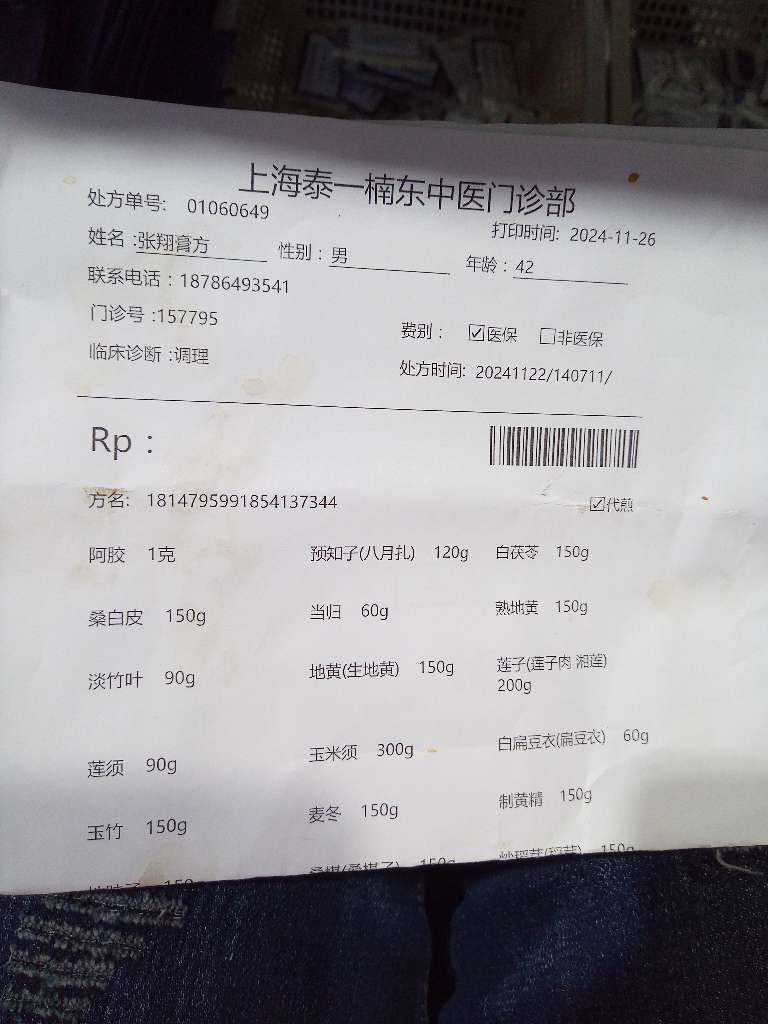 上海泰一楠东中医门诊部
处方单号: 01060649
打印时间: 2024-11-26
姓名 :张翔膏方 性别 : 男 年龄 : 42
联系电话 : 18786493541
门诊号 :157795
费别 : ☑医保 □非医保
临床诊断 :调理
处方时间: 20241122/140711/
Rp :
方名: 1814795991854137344 ☑代煎
阿胶 1克 预知子(八月扎) 120g 白茯苓 150g
桑白皮 150g 当归 60g 熟地黄 150g
淡竹叶 90g 地黄(生地黄) 150g 莲子(莲子肉 湘莲)
200g
莲须 90g 玉米须 300g 白扁豆衣(扁豆衣) 60g
玉竹 150g 麦冬 150g 制黄精 150g
桑椹(桑椹子) 150g 150g